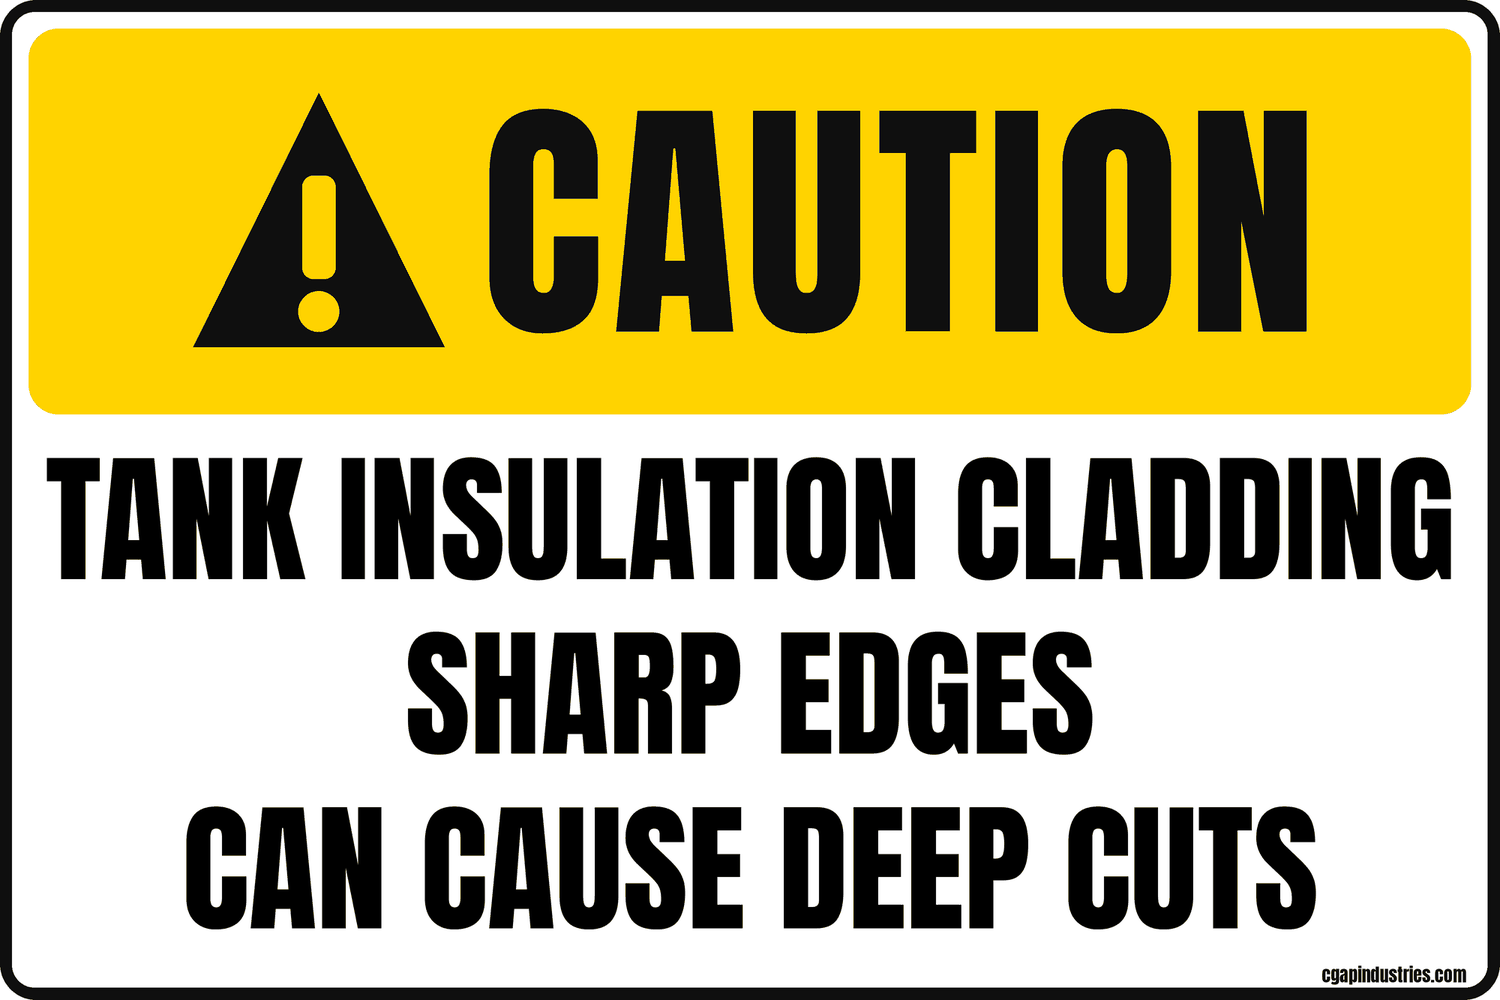 CAUTION
TANK INSULATION CLADDING
SHARP EDGES
CAN CAUSE DEEP CUTS
cgapindustries.com